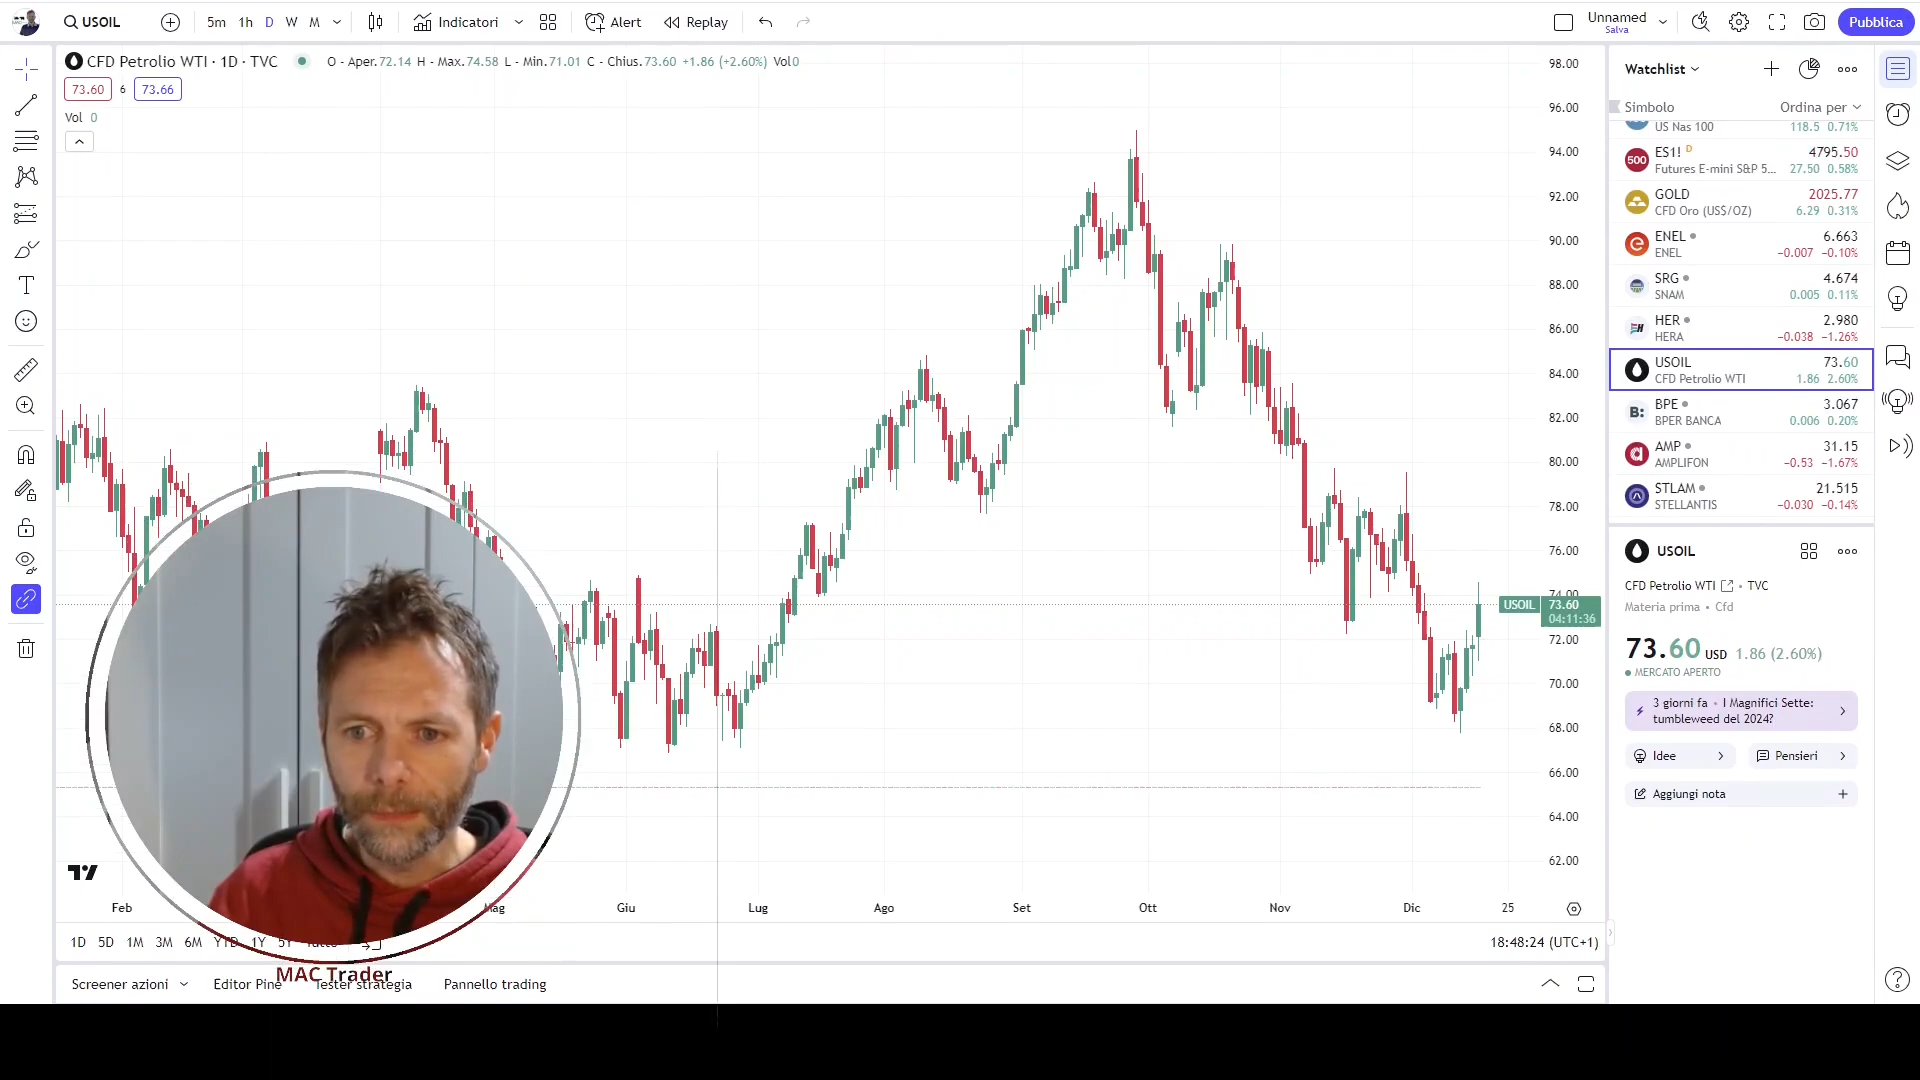 USOIL
5m 1h D W M
Indicatori
Alert
Replay
Unnamed
Salva
Pubblica
CFD Petrolio WTI · 1D · TVC
O - Aper.72.14 H - Max.74.58 L - Min.71.01 C - Chius.73.60 +1.86 (+2.60%) Vol0
73.60 6 73.66
Vol 0
98.00
96.00
94.00
92.00
90.00
88.00
86.00
84.00
82.00
80.00
78.00
76.00
74.00
USOIL 73.60
04:11:36
72.00
70.00
68.00
66.00
64.00
62.00
Feb
Mag
Giu
Lug
Ago
Set
Ott
Nov
Dic
25
1D 5D 1M 3M 6M YTD 1Y 5Y
18:48:24 (UTC+1)
MAC Trader
Screener azioni
Editor Pine
Tester strategia
Pannello trading
Watchlist
Simbolo
Ordina per
US Nas 100 118.5 0.71%
ES1! D 4795.50
Futures E-mini S&P 5... 27.50 0.58%
GOLD 2025.77
CFD Oro (US$/OZ) 6.29 0.31%
ENEL 6.663
ENEL −0.007 −0.10%
SRG 4.674
SNAM 0.005 0.11%
HER 2.980
HERA −0.038 −1.26%
USOIL 73.60
CFD Petrolio WTI 1.86 2.60%
BPE 3.067
BPER BANCA 0.006 0.20%
AMP 31.15
AMPLIFON −0.53 −1.67%
STLAM 21.515
STELLANTIS −0.030 −0.14%
500
B:
USOIL
CFD Petrolio WTI • TVC
Materia prima • Cfd
73.60 USD 1.86 (2.60%)
MERCATO APERTO
3 giorni fa • I Magnifici Sette:
tumbleweed del 2024?
Idee
Pensieri
Aggiungi nota